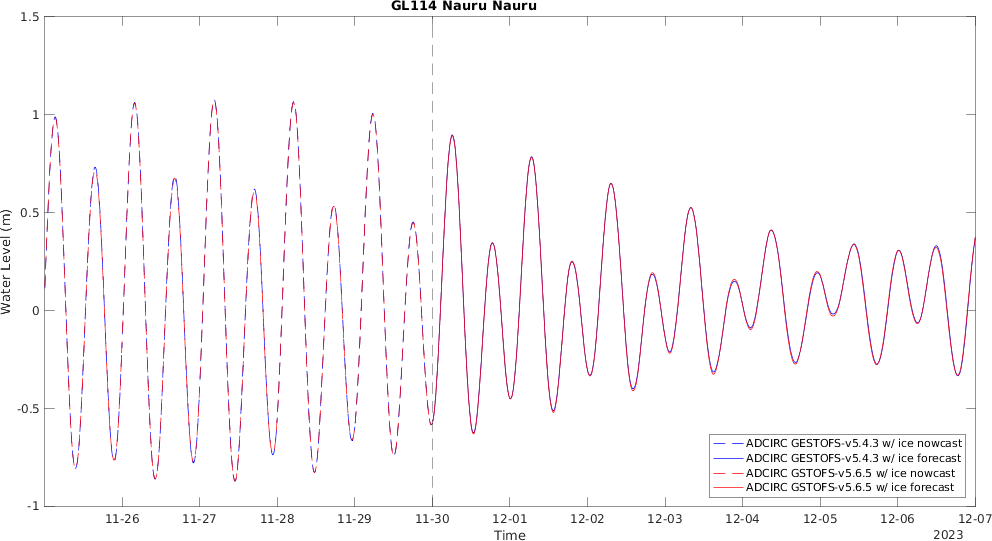 GL114 Nauru Nauru
1.5
1
0.5
0
-0.5
-1
Water Level (m)
11-26 11-27 11-28 11-29 11-30 12-01 12-02 12-03 12-04 12-05 12-06 12-07
Time
2023
ADCIRC GESTOFS-v5.4.3 w/ ice nowcast
ADCIRC GESTOFS-v5.4.3 w/ ice forecast
ADCIRC GSTOFS-v5.6.5 w/ ice nowcast
ADCIRC GSTOFS-v5.6.5 w/ ice forecast